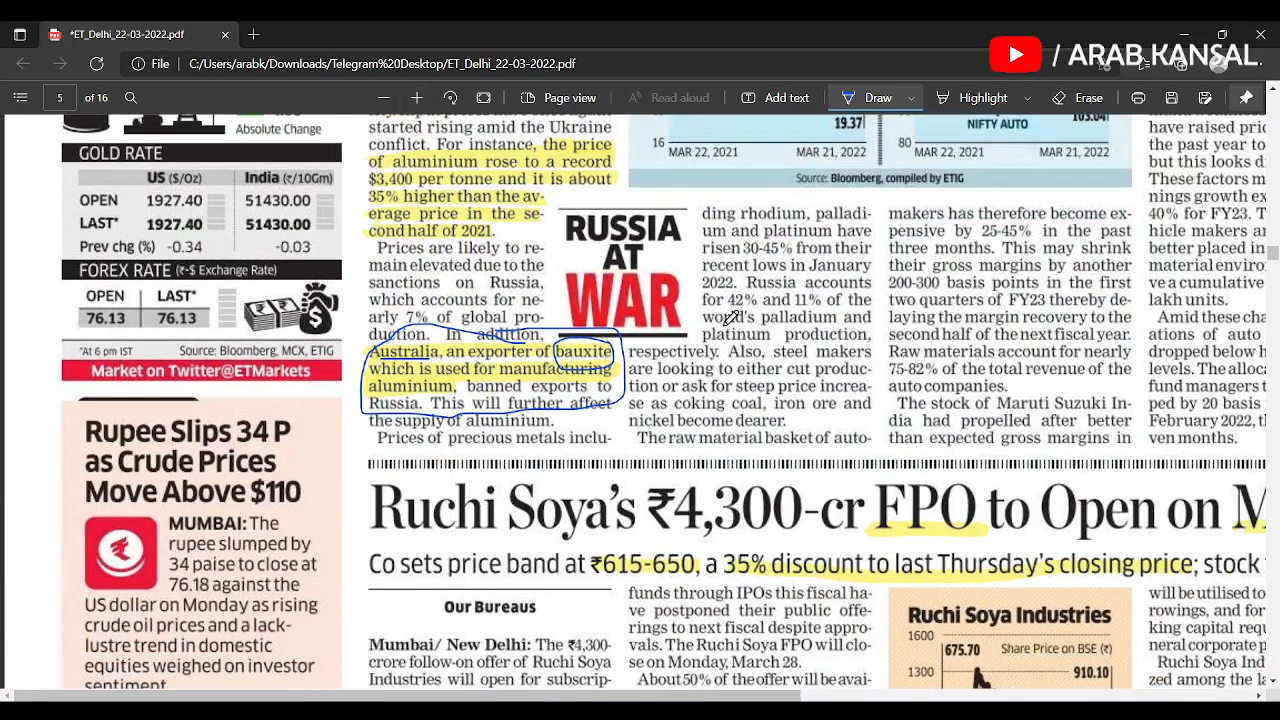 *ET_Delhi_22-03-2022.pdf
/ ARAB KANSAL
File
C:/Users/arabk/Downloads/Telegram%20Desktop/ET_Delhi_22-03-2022.pdf
5 of 16
Page view
Read aloud
Add text
Draw
Highlight
Erase
Absolute Change
GOLD RATE
US ($/Oz) India (₹/10Gm)
OPEN 1927.40 51430.00
LAST* 1927.40 51430.00
Prev chg (%) -0.34 -0.03
FOREX RATE (₹-$ Exchange Rate)
OPEN LAST*
76.13 76.13
*At 6 pm IST Source: Bloomberg, MCX, ETIG
Market on Twitter@ETMarkets
Rupee Slips 34 P
as Crude Prices
Move Above $110
MUMBAI: The
rupee slumped by
34 paise to close at
76.18 against the
US dollar on Monday as rising
crude oil prices and a lack-
lustre trend in domestic
equities weighed on investor
sentiment.
started rising amid the Ukraine
conflict. For instance, the price
of aluminium rose to a record
$3,400 per tonne and it is about
35% higher than the av-
erage price in the se-
cond half of 2021.
Prices are likely to re-
main elevated due to the
sanctions on Russia,
which accounts for ne-
arly 7% of global pro-
duction. In addition,
Australia, an exporter of bauxite
which is used for manufacturing
aluminium, banned exports to
Russia. This will further affect
the supply of aluminium.
Prices of precious metals inclu-
RUSSIA
AT
WAR
19.37
16
MAR 22, 2021 MAR 21, 2022
NIFTY AUTO
103.04
80
MAR 22, 2021 MAR 21, 2022
Source: Bloomberg, compiled by ETIG
ding rhodium, palladi-
um and platinum have
risen 30-45% from their
recent lows in January
2022. Russia accounts
for 42% and 11% of the
world's palladium and
platinum production,
respectively. Also, steel makers
are looking to either cut produc-
tion or ask for steep price increa-
se as coking coal, iron ore and
nickel become dearer.
The raw material basket of auto-
makers has therefore become ex-
pensive by 25-45% in the past
three months. This may shrink
their gross margins by another
200-300 basis points in the first
two quarters of FY23 thereby de-
laying the margin recovery to the
second half of the next fiscal year.
Raw materials account for nearly
75-82% of the total revenue of the
auto companies.
The stock of Maruti Suzuki In-
dia had propelled after better
than expected gross margins in
have raised pric
the past year to
but this looks d
These factors m
nings growth ex
40% for FY23. T
hicle makers ar
better placed in
material enviro
ve a cumulative
lakh units.
Amid these cha
ations of auto
dropped below h
levels. The alloca
fund managers t
ped by 20 basis
February 2022, t
ven months.
Ruchi Soya's ₹4,300-cr FPO to Open on M
Co sets price band at ₹615-650, a 35% discount to last Thursday's closing price; stock
Our Bureaus
Mumbai/ New Delhi: The ₹4,300-
crore follow-on offer of Ruchi Soya
Industries will open for subscrip-
funds through IPOs this fiscal ha-
ve postponed their public offe-
rings to next fiscal despite appro-
vals. The Ruchi Soya FPO will clo-
se on Monday, March 28.
About 50% of the offer will be avai-
Ruchi Soya Industries
1600
675.70 Share Price on BSE (₹)
1300 910.10
will be utilised to
rowings, and for
king capital requ
neral corporate p
Ruchi Soya Ind
zed among the la